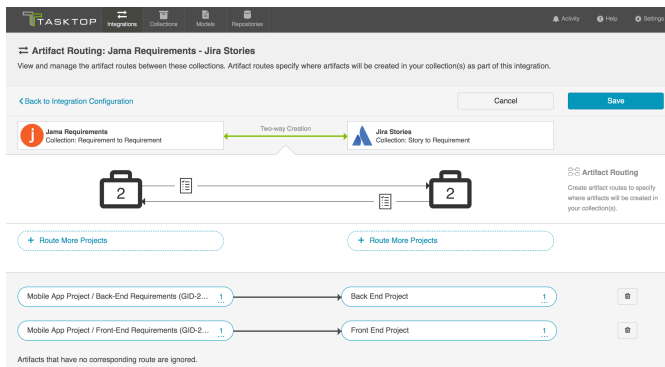 TASKTOP
Integrations
Collections
Models
Repositories
Activity
Help
Settings
Artifact Routing: Jama Requirements - Jira Stories
View and manage the artifact routes between these collections. Artifact routes specify where artifacts will be created in your collection(s) as part of this integration.
Back to Integration Configuration
Cancel
Save
j
Jama Requirements
Collection: Requirement to Requirement
Two-way Creation
Jira Stories
Collection: Story to Requirement
2
2
Artifact Routing
Create artifact routes to specify
where artifacts will be created in
your collection(s).
+ Route More Projects
+ Route More Projects
Mobile App Project / Back-End Requirements (GID-2... 1
Back End Project 1
Mobile App Project / Front-End Requirements (GID-2... 1
Front End Project 1
Artifacts that have no corresponding route are ignored.